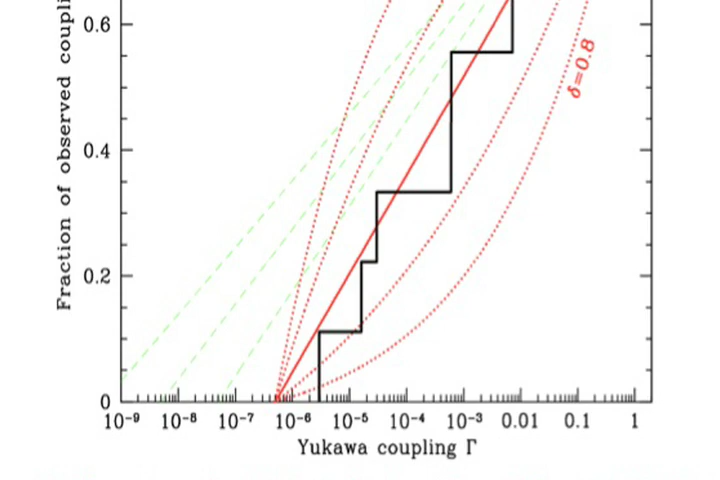 0.6
0.4
0.2
0
Fraction of observed
δ=0.8
10⁻⁹ 10⁻⁸ 10⁻⁷ 10⁻⁶ 10⁻⁵ 10⁻⁴ 10⁻³ 0.01 0.1 1
Yukawa coupling Γ